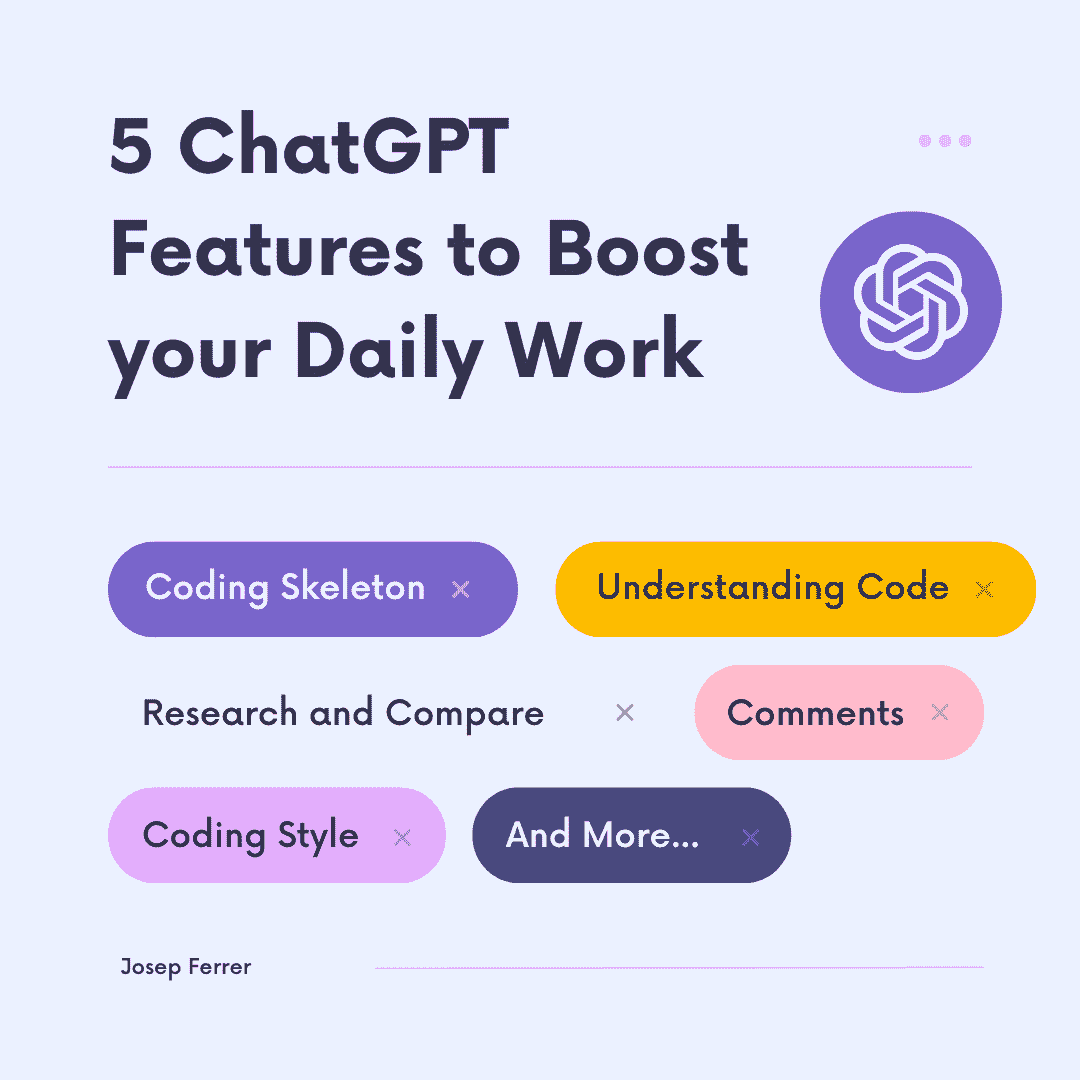 5 ChatGPT
Features to Boost
your Daily Work
Coding Skeleton
Understanding Code
Research and Compare
Comments
Coding Style
And More...
Josep Ferrer